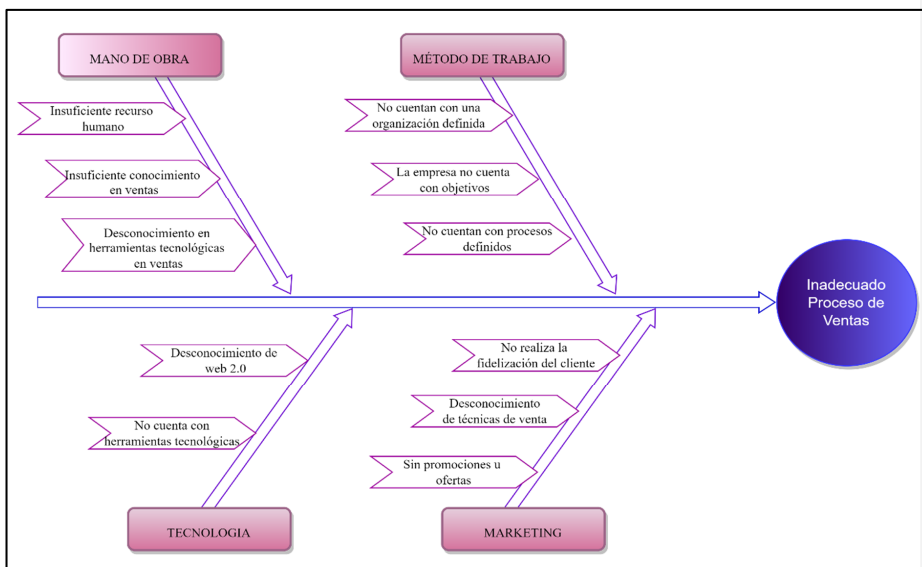 MANO DE OBRA
MÉTODO DE TRABAJO
Insuficiente recurso
humano
Insuficiente conocimiento
en ventas
Desconocimiento en
herramientas tecnológicas
en ventas
No cuentan con una
organización definida
La empresa no cuenta
con objetivos
No cuentan con procesos
definidos
Inadecuado
Proceso de
Ventas
Desconocimiento de
web 2.0
No cuenta con
herramientas tecnológicas
No realiza la
fidelización del cliente
Desconocimiento
de técnicas de venta
Sin promociones u
ofertas
TECNOLOGIA
MARKETING